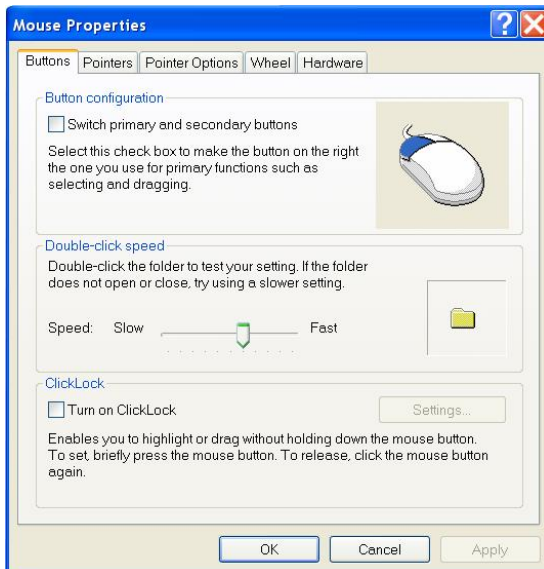 Mouse Properties
?
Buttons Pointers Pointer Options Wheel Hardware
Button configuration
Switch primary and secondary buttons
Select this check box to make the button on the right
the one you use for primary functions such as
selecting and dragging.
Double-click speed
Double-click the folder to test your setting. If the folder
does not open or close, try using a slower setting.
Speed: Slow Fast
ClickLock
Turn on ClickLock Settings...
Enables you to highlight or drag without holding down the mouse button.
To set, briefly press the mouse button. To release, click the mouse button
again.
OK Cancel Apply